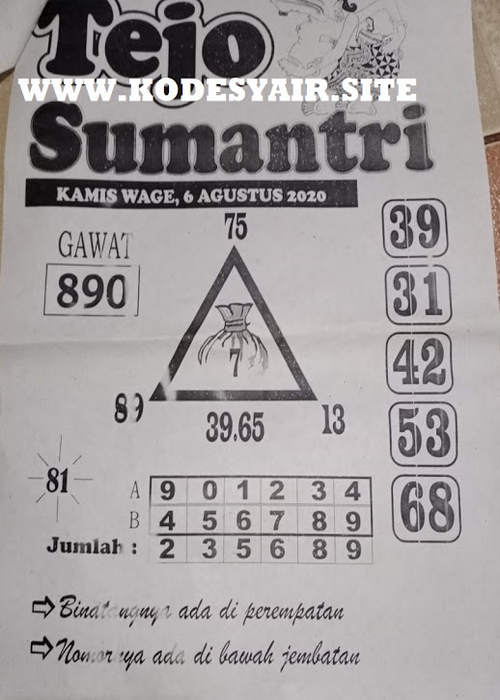 Tejo
WWW.KODESYAIR.SITE
Sumantri
KAMIS WAGE, 6 AGUSTUS 2020
GAWAT
890
75
7
89
39.65
13
39
31
42
53
68
81
A 9 0 1 2 3 4
B 4 5 6 7 8 9
Jumlah : 2 3 5 6 8 9
Binatangnya ada di perempatan
Nomornya ada di bawah jembatan